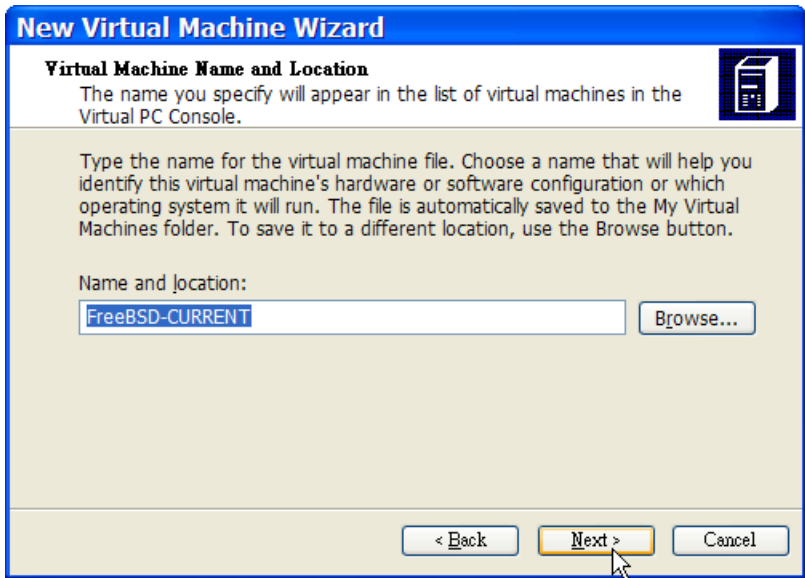 New Virtual Machine Wizard
Virtual Machine Name and Location
The name you specify will appear in the list of virtual machines in the
Virtual PC Console.
Type the name for the virtual machine file. Choose a name that will help you
identify this virtual machine's hardware or software configuration or which
operating system it will run. The file is automatically saved to the My Virtual
Machines folder. To save it to a different location, use the Browse button.
Name and location:
FreeBSD-CURRENT
Browse...
< Back
Next >
Cancel